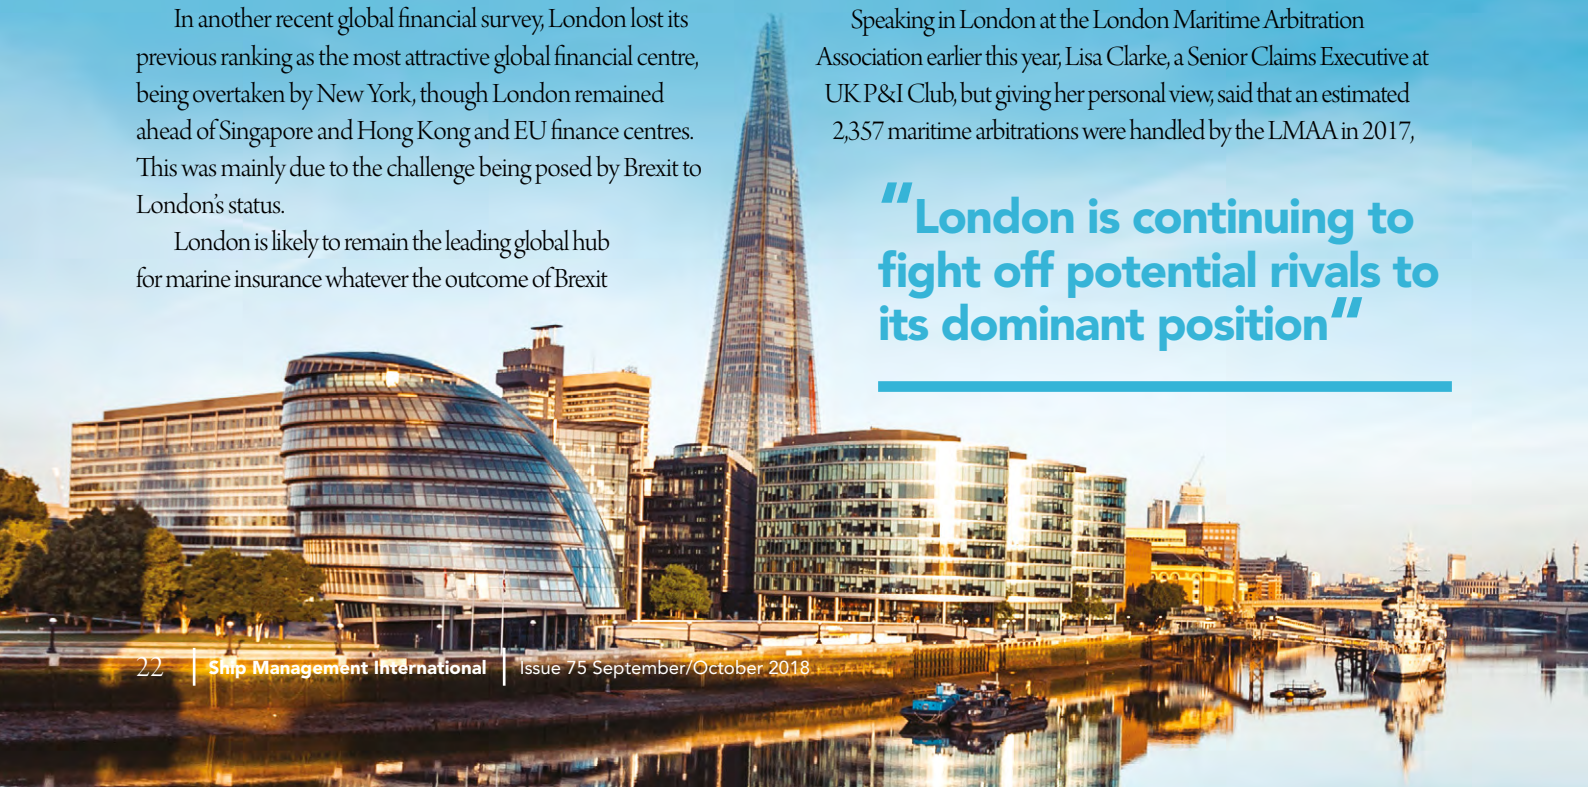 In another recent global financial survey, London lost its
previous ranking as the most attractive global financial centre,
being overtaken by New York, though London remained
ahead of Singapore and Hong Kong and EU finance centres.
This was mainly due to the challenge being posed by Brexit to
London’s status.
London is likely to remain the leading global hub
for marine insurance whatever the outcome of Brexit
Speaking in London at the London Maritime Arbitration
Association earlier this year, Lisa Clarke, a Senior Claims Executive at
UK P&I Club, but giving her personal view, said that an estimated
2,357 maritime arbitrations were handled by the LMAA in 2017,
“London is continuing to
fight off potential rivals to
its dominant position“
22 | Ship Management International | Issue 75 September/October 2018